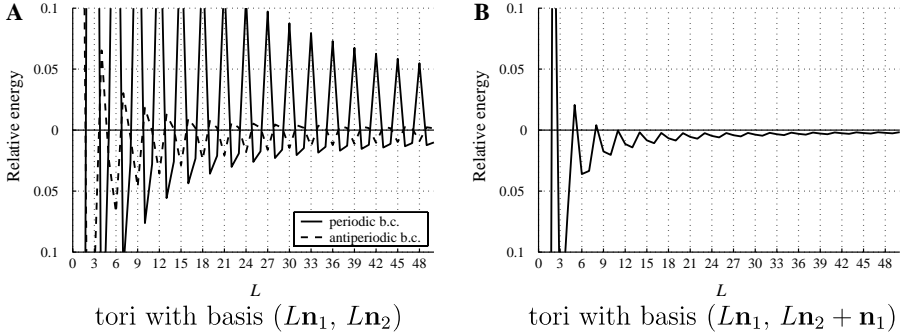 A
0.1
0.05
0
0.05
0.1
Relative energy
periodic b.c.
antiperiodic b.c.
0 3 6 9 12 15 18 21 24 27 30 33 36 39 42 45 48
L
tori with basis (Ln₁, Ln₂)
B
0.1
0.05
0
0.05
0.1
Relative energy
0 3 6 9 12 15 18 21 24 27 30 33 36 39 42 45 48
L
tori with basis (Ln₁, Ln₂ + n₁)